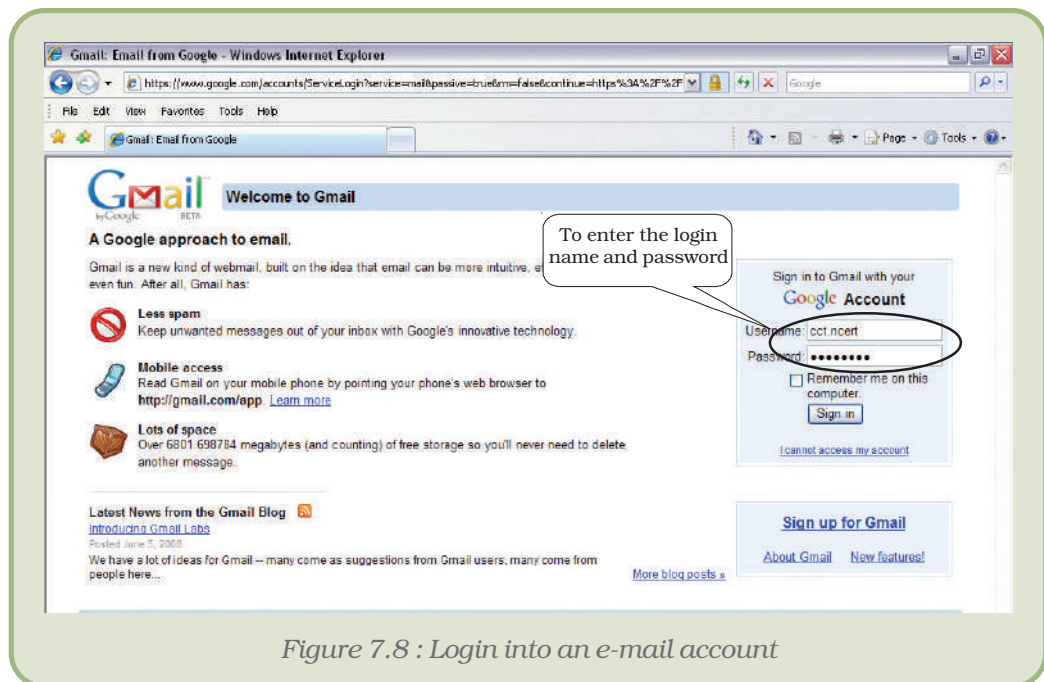 Gmail: Email from Google - Windows Internet Explorer
https://www.google.com/accounts/ServiceLogin?service=mail&passive=true&rm=false&continue=https%3A%2F%2F
Google
File Edit View Favorites Tools Help
Gmail: Email from Google
Page Tools
Gmail
by Google BETA
Welcome to Gmail
A Google approach to email.
Gmail is a new kind of webmail, built on the idea that email can be more intuitive,
even fun. After all, Gmail has:
Less spam
Keep unwanted messages out of your inbox with Google's innovative technology.
Mobile access
Read Gmail on your mobile phone by pointing your phone's web browser to
http://gmail.com/app. Learn more
Lots of space
Over 6801.698784 megabytes (and counting) of free storage so you'll never need to delete
another message.
Latest News from the Gmail Blog
Introducing Gmail Labs
Posted June 5, 2008
We have a lot of ideas for Gmail -- many come as suggestions from Gmail users, many come from
people here...
More blog posts »
To enter the login
name and password
Sign in to Gmail with your
Google Account
Username: cct.ncert
Password: ••••••••
Remember me on this
computer.
Sign in
I cannot access my account
Sign up for Gmail
About Gmail New features!
Figure 7.8 : Login into an e-mail account